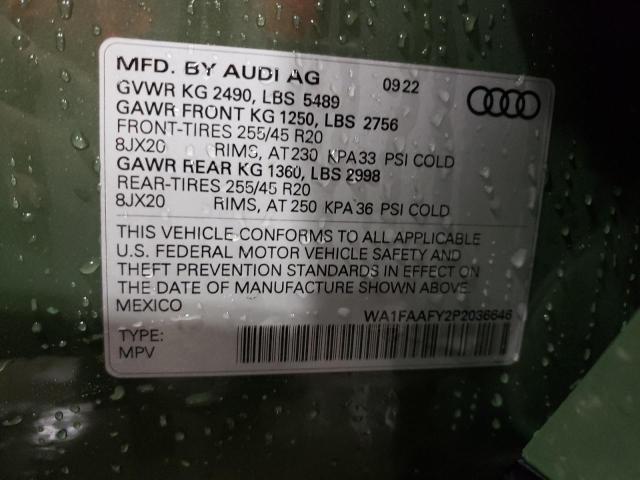 MFD. BY AUDI AG 09 22
GVWR KG 2490, LBS 5489
GAWR FRONT KG 1250, LBS 2756
FRONT-TIRES 255/45 R20
8JX20 RIMS, AT 230 KPA 33 PSI COLD
GAWR REAR KG 1360, LBS 2998
REAR-TIRES 255/45 R20
8JX20 RIMS, AT 250 KPA 36 PSI COLD
THIS VEHICLE CONFORMS TO ALL APPLICABLE
U.S. FEDERAL MOTOR VEHICLE SAFETY AND
THEFT PREVENTION STANDARDS IN EFFECT ON
THE DATE OF MANUFACTURE SHOWN ABOVE.
MEXICO WA1FAAFY2P2036646
TYPE:
MPV